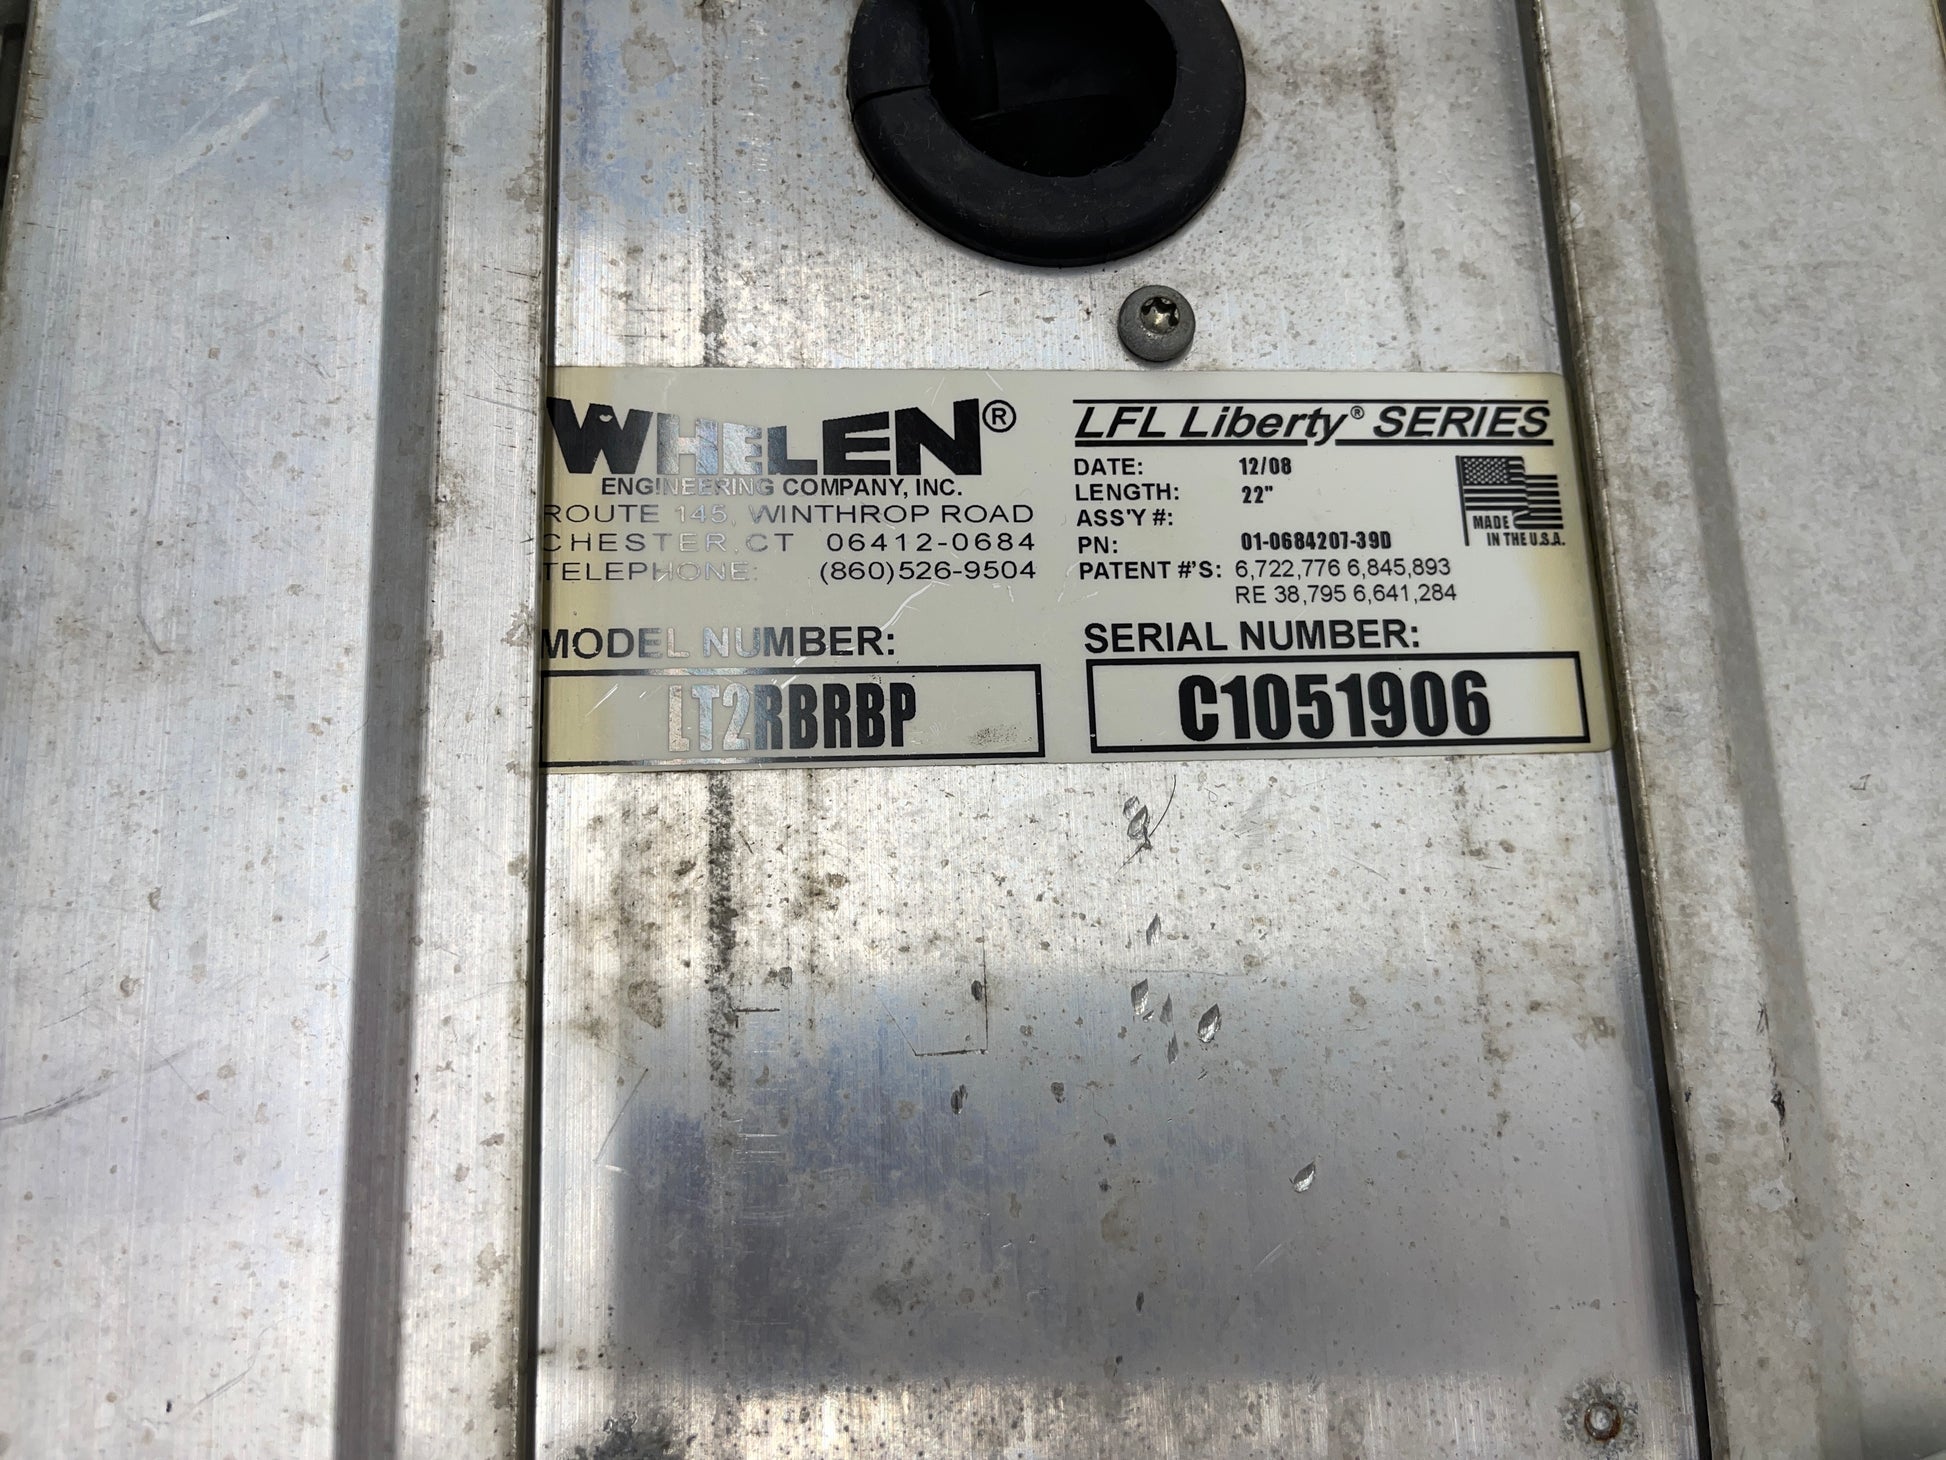 WHELEN®
ENGINEERING COMPANY, INC.
ROUTE 145, WINTHROP ROAD
CHESTER, CT 06412-0684
TELEPHONE: (860)526-9504
MODEL NUMBER:
LT2RBRBP
LFL Liberty® SERIES
DATE: 12/08
LENGTH: 22"
ASS'Y #:
PN: 01-0684207-39D
PATENT #'S: 6,722,776 6,845,893
RE 38,795 6,641,284
MADE
IN THE U.S.A.
SERIAL NUMBER:
C1051906